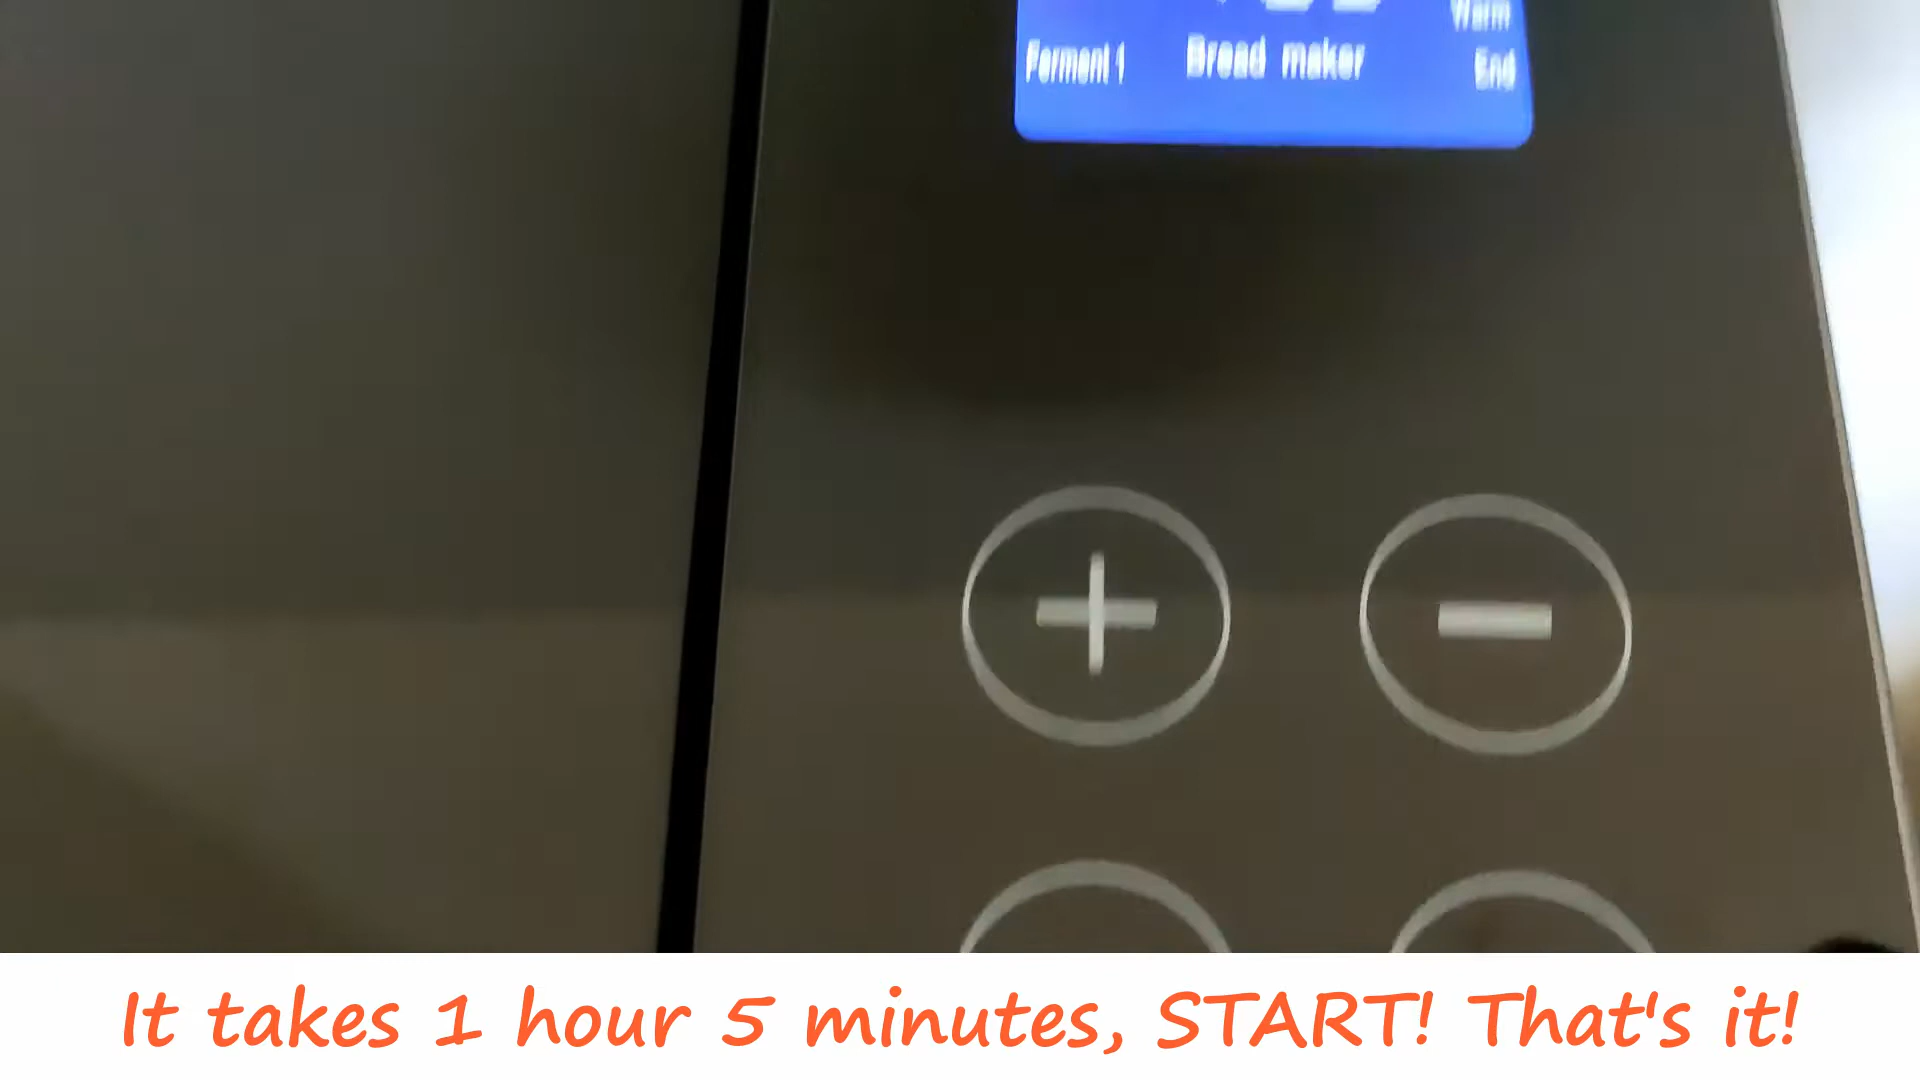 Warm
Ferment 1 Bread maker End
It takes 1 hour 5 minutes, START! That's it!